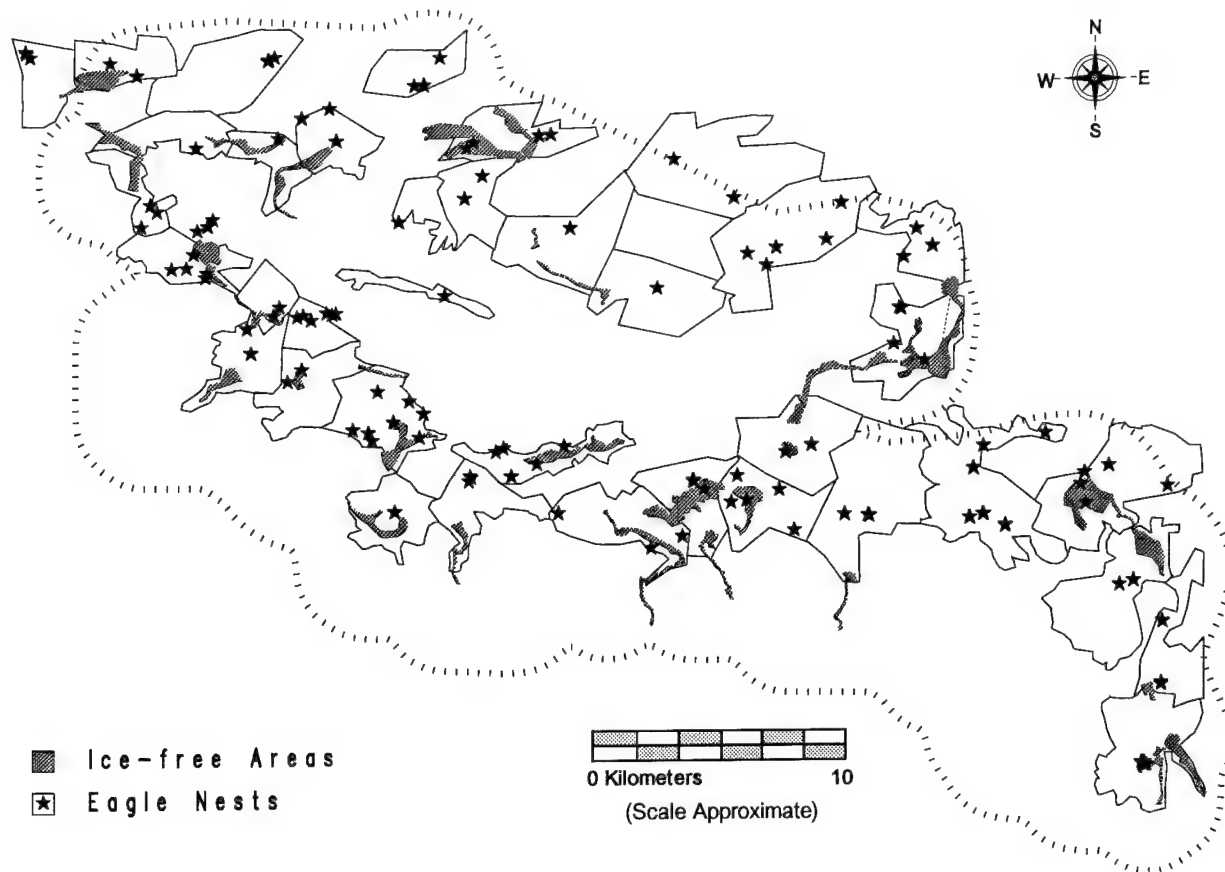 N
W E
S
Ice-free Areas
Eagle Nests
0 Kilometers 10
(Scale Approximate)